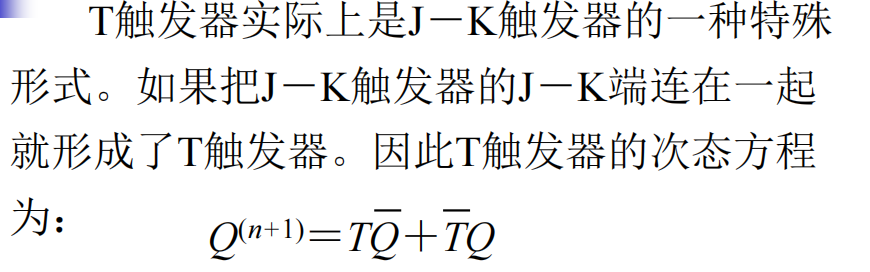 T触发器实际上是J－K触发器的一种特殊
形式。如果把J－K触发器的J－K端连在一起
就形成了T触发器。因此T触发器的次态方程
为：
Q⁽ⁿ⁺¹⁾＝TQ̅＋T̅Q